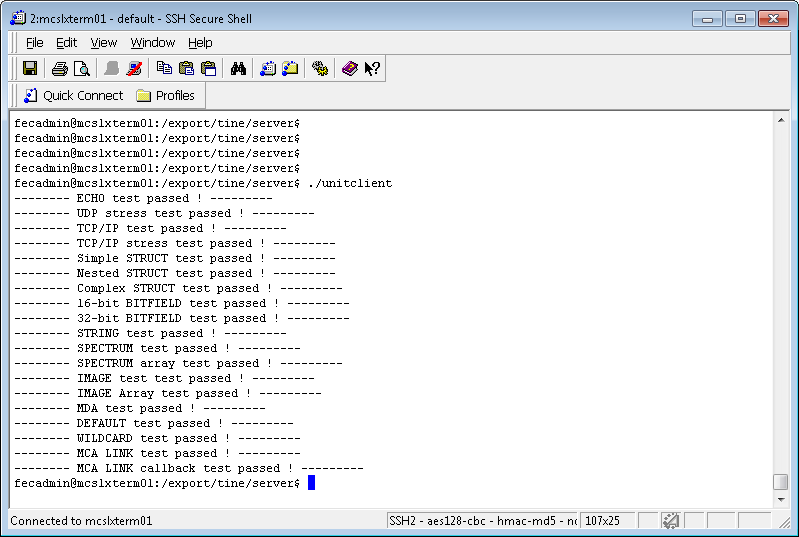 2:mcslxterm01 - default - SSH Secure Shell
File Edit View Window Help
Quick Connect Profiles
fecadmin@mcslxterm01:/export/tine/server$
fecadmin@mcslxterm01:/export/tine/server$
fecadmin@mcslxterm01:/export/tine/server$
fecadmin@mcslxterm01:/export/tine/server$
fecadmin@mcslxterm01:/export/tine/server$ ./unitclient
-------- ECHO test passed ! ---------
-------- UDP stress test passed ! ---------
-------- TCP/IP test passed ! ---------
-------- TCP/IP stress test passed ! ---------
-------- Simple STRUCT test passed ! ---------
-------- Nested STRUCT test passed ! ---------
-------- Complex STRUCT test passed ! ---------
-------- 16-bit BITFIELD test passed ! ---------
-------- 32-bit BITFIELD test passed ! ---------
-------- STRING test passed ! ---------
-------- SPECTRUM test passed ! ---------
-------- SPECTRUM array test passed ! ---------
-------- IMAGE test test passed ! ---------
-------- IMAGE Array test passed ! ---------
-------- MDA test passed ! ---------
-------- DEFAULT test passed ! ---------
-------- WILDCARD test passed ! ---------
-------- MCA LINK test passed ! ---------
-------- MCA LINK callback test passed ! ---------
fecadmin@mcslxterm01:/export/tine/server$
Connected to mcslxterm01 SSH2 - aes128-cbc - hmac-md5 - 107x25